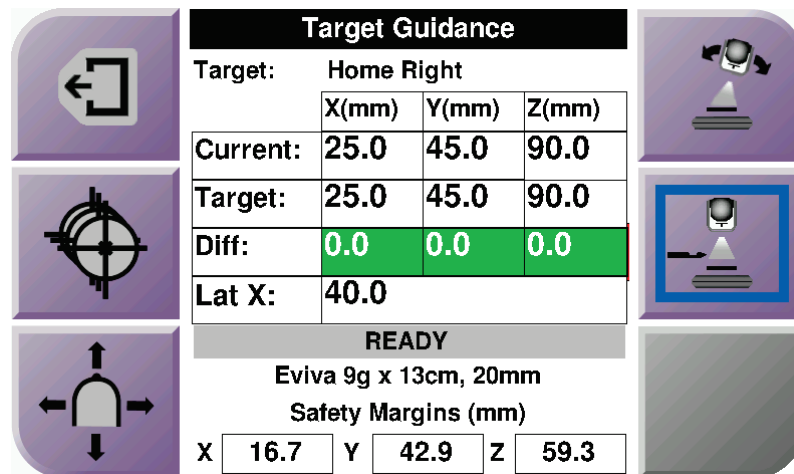 Target Guidance
Target: Home Right
X(mm) Y(mm) Z(mm)
Current: 25.0 45.0 90.0
Target: 25.0 45.0 90.0
Diff: 0.0 0.0 0.0
Lat X: 40.0
READY
Eviva 9g x 13cm, 20mm
Safety Margins (mm)
X 16.7 Y 42.9 Z 59.3